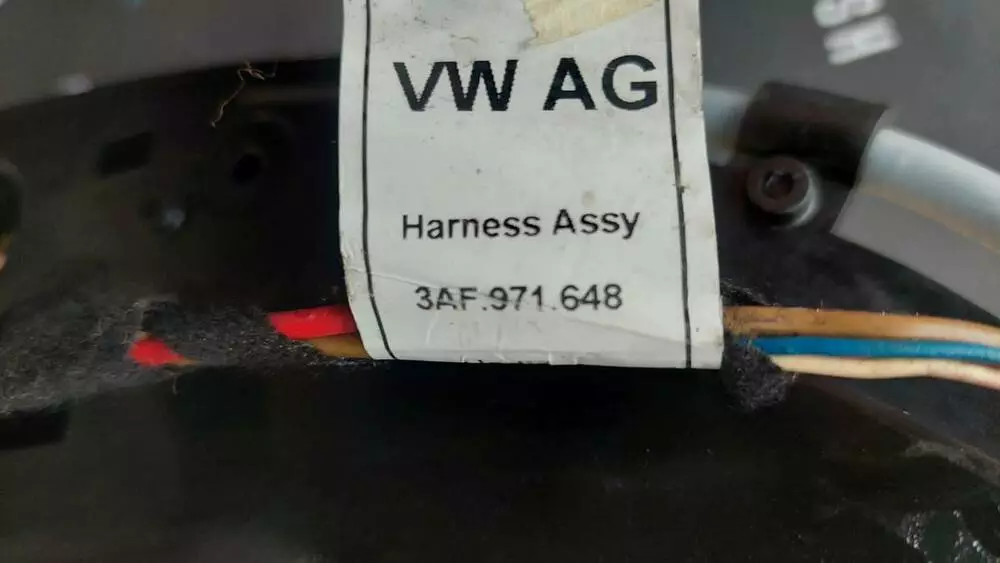 VW AG
Harness Assy
3AF.971.648